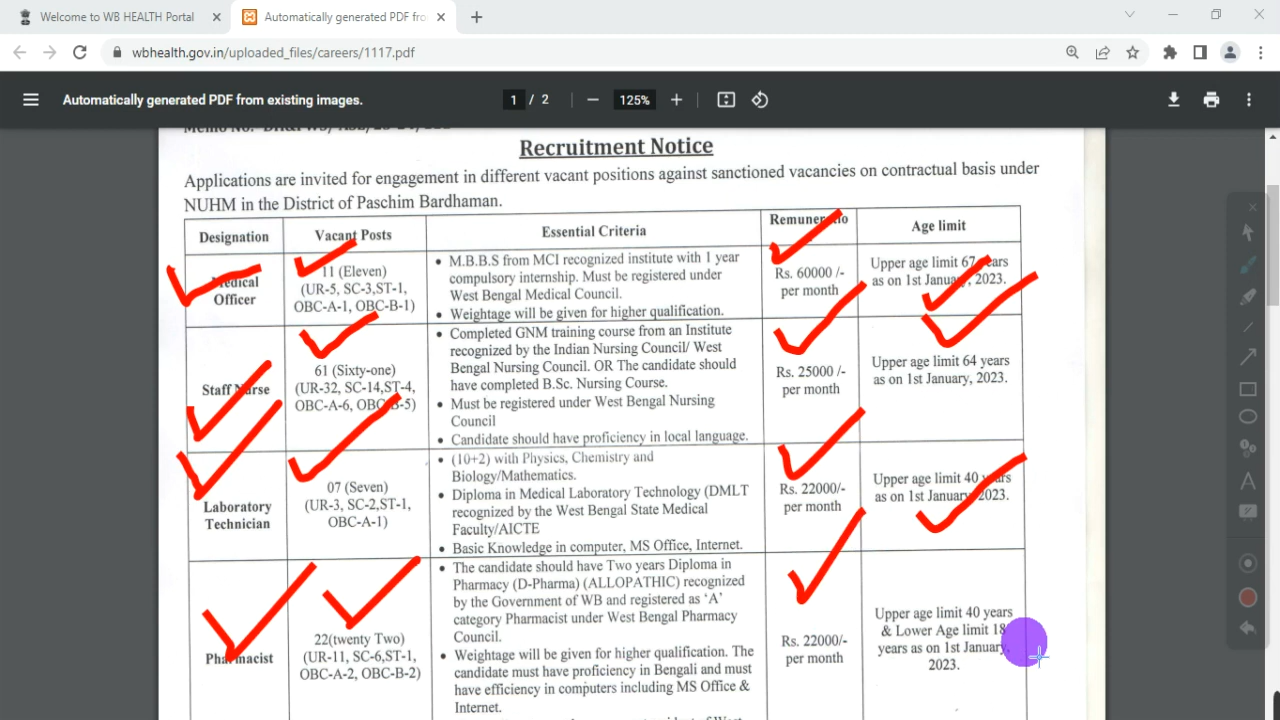 Welcome to WB HEALTH Portal
Automatically generated PDF fro
wbhealth.gov.in/uploaded_files/careers/1117.pdf
Automatically generated PDF from existing images.
1 / 2
125%
Recruitment Notice
Applications are invited for engagement in different vacant positions against sanctioned vacancies on contractual basis under
NUHM in the District of Paschim Bardhaman.
Designation
Vacant Posts
Essential Criteria
Remuneratio
Age limit
Medical
Officer
11 (Eleven)
(UR-5, SC-3,ST-1,
OBC-A-1, OBC-B-1)
• M.B.B.S from MCI recognized institute with 1 year
compulsory internship. Must be registered under
West Bengal Medical Council.
• Weightage will be given for higher qualification.
Rs. 60000 /-
per month
Upper age limit 67 years
as on 1st January, 2023.
Staff Nurse
61 (Sixty-one)
(UR-32, SC-14,ST-4,
OBC-A-6, OBC-B-5)
• Completed GNM training course from an Institute
recognized by the Indian Nursing Council/ West
Bengal Nursing Council. OR The candidate should
have completed B.Sc. Nursing Course.
• Must be registered under West Bengal Nursing
Council
• Candidate should have proficiency in local language.
Rs. 25000 /-
per month
Upper age limit 64 years
as on 1st January, 2023.
Laboratory
Technician
07 (Seven)
(UR-3, SC-2,ST-1,
OBC-A-1)
• (10+2) with Physics, Chemistry and
Biology/Mathematics.
• Diploma in Medical Laboratory Technology (DMLT
recognized by the West Bengal State Medical
Faculty/AICTE
• Basic Knowledge in computer, MS Office, Internet.
Rs. 22000/-
per month
Upper age limit 40 years
as on 1st January, 2023.
Pharmacist
22(twenty Two)
(UR-11, SC-6,ST-1,
OBC-A-2, OBC-B-2)
• The candidate should have Two years Diploma in
Pharmacy (D-Pharma) (ALLOPATHIC) recognized
by the Government of WB and registered as ‘A’
category Pharmacist under West Bengal Pharmacy
Council.
• Weightage will be given for higher qualification. The
candidate must have proficiency in Bengali and must
have efficiency in computers including MS Office &
Internet.
Rs. 22000/-
per month
Upper age limit 40 years
& Lower Age limit 18
years as on 1st January,
2023.